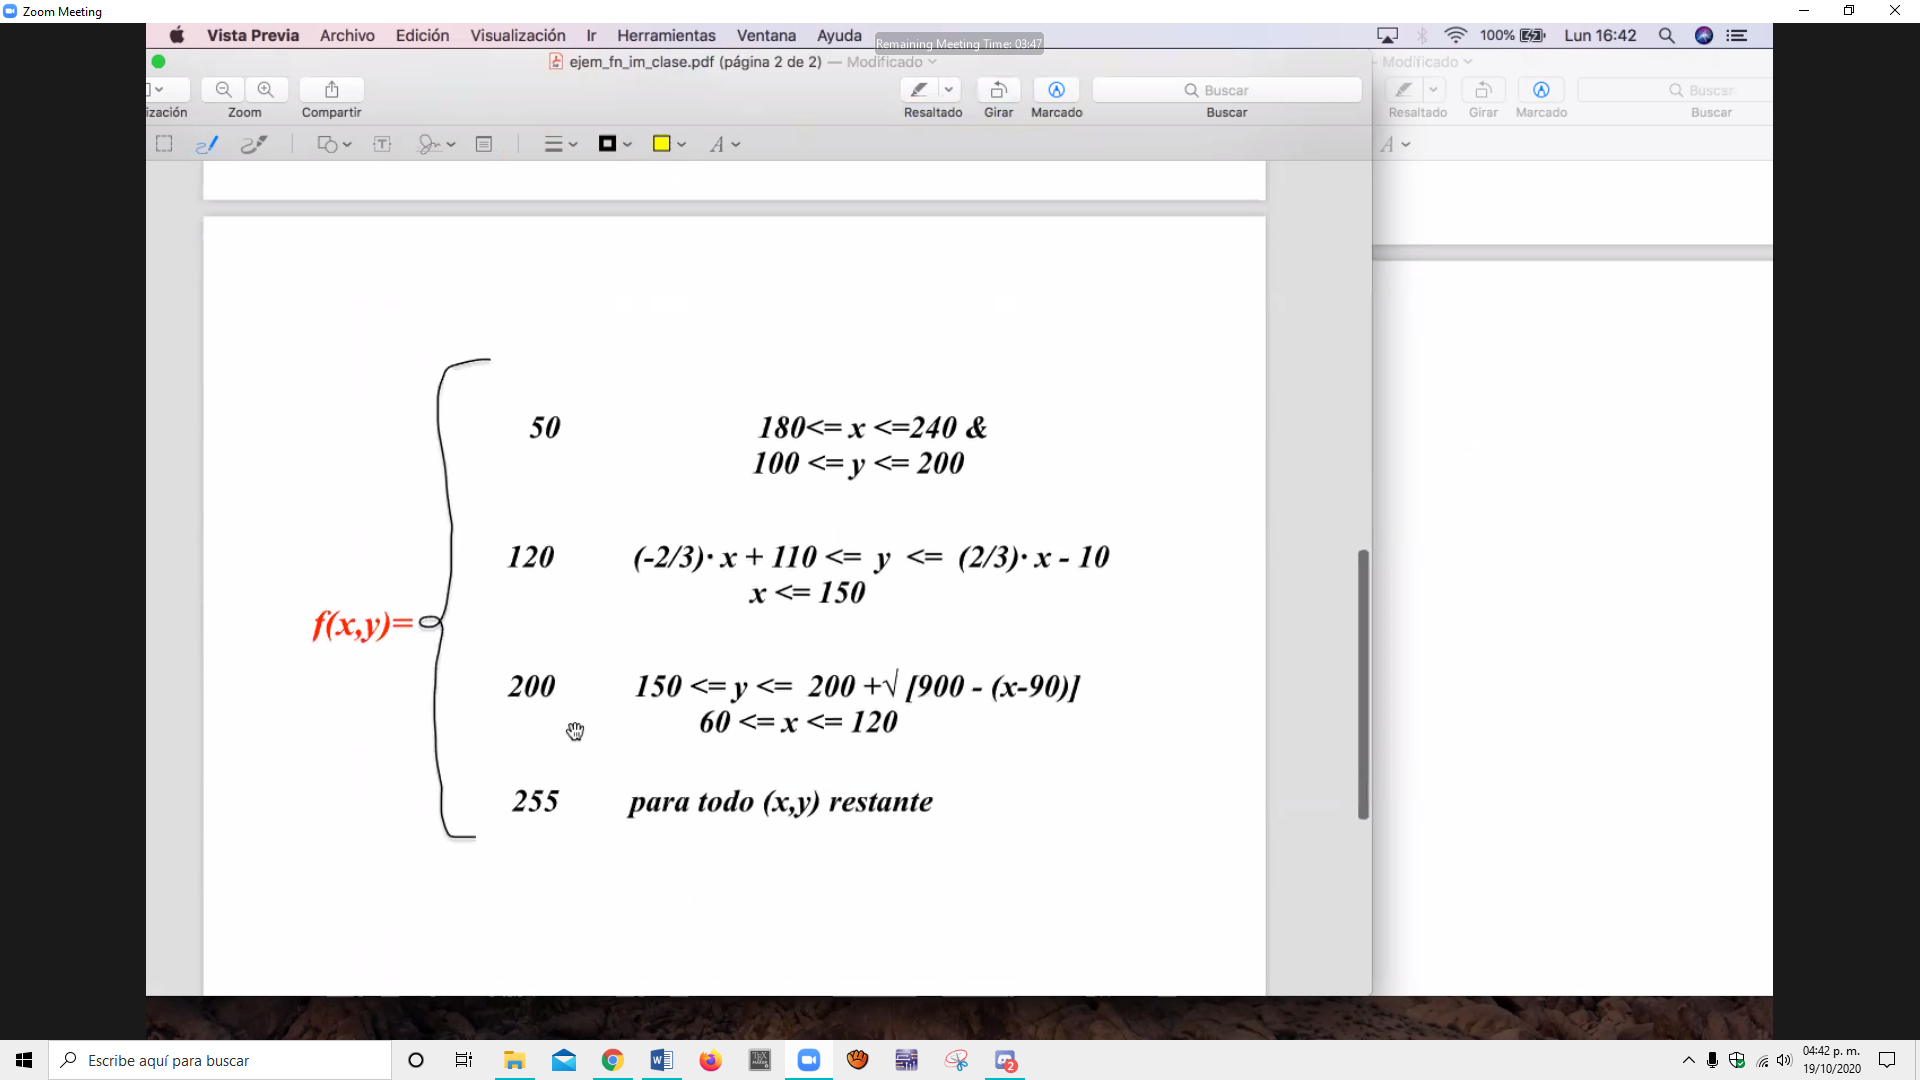 Zoom Meeting
Vista Previa Archivo Edición Visualización Ir Herramientas Ventana Ayuda
Remaining Meeting Time: 03:47
100% Lun 16:42
ejem_fn_im_clase.pdf (página 2 de 2) — Modificado
- Modificado
Buscar
Buscar
ización Zoom Compartir Resaltado Girar Marcado Buscar
Resaltado Girar Marcado Buscar
A
A
50 180<= x <=240 &
100 <= y <= 200
120 (-2/3)· x + 110 <= y <= (2/3)· x - 10
x <= 150
f(x,y)=
200 150 <= y <= 200 +√ [900 - (x-90)]
60 <= x <= 120
255 para todo (x,y) restante
Escribe aquí para buscar
2
04:42 p. m.
19/10/2020